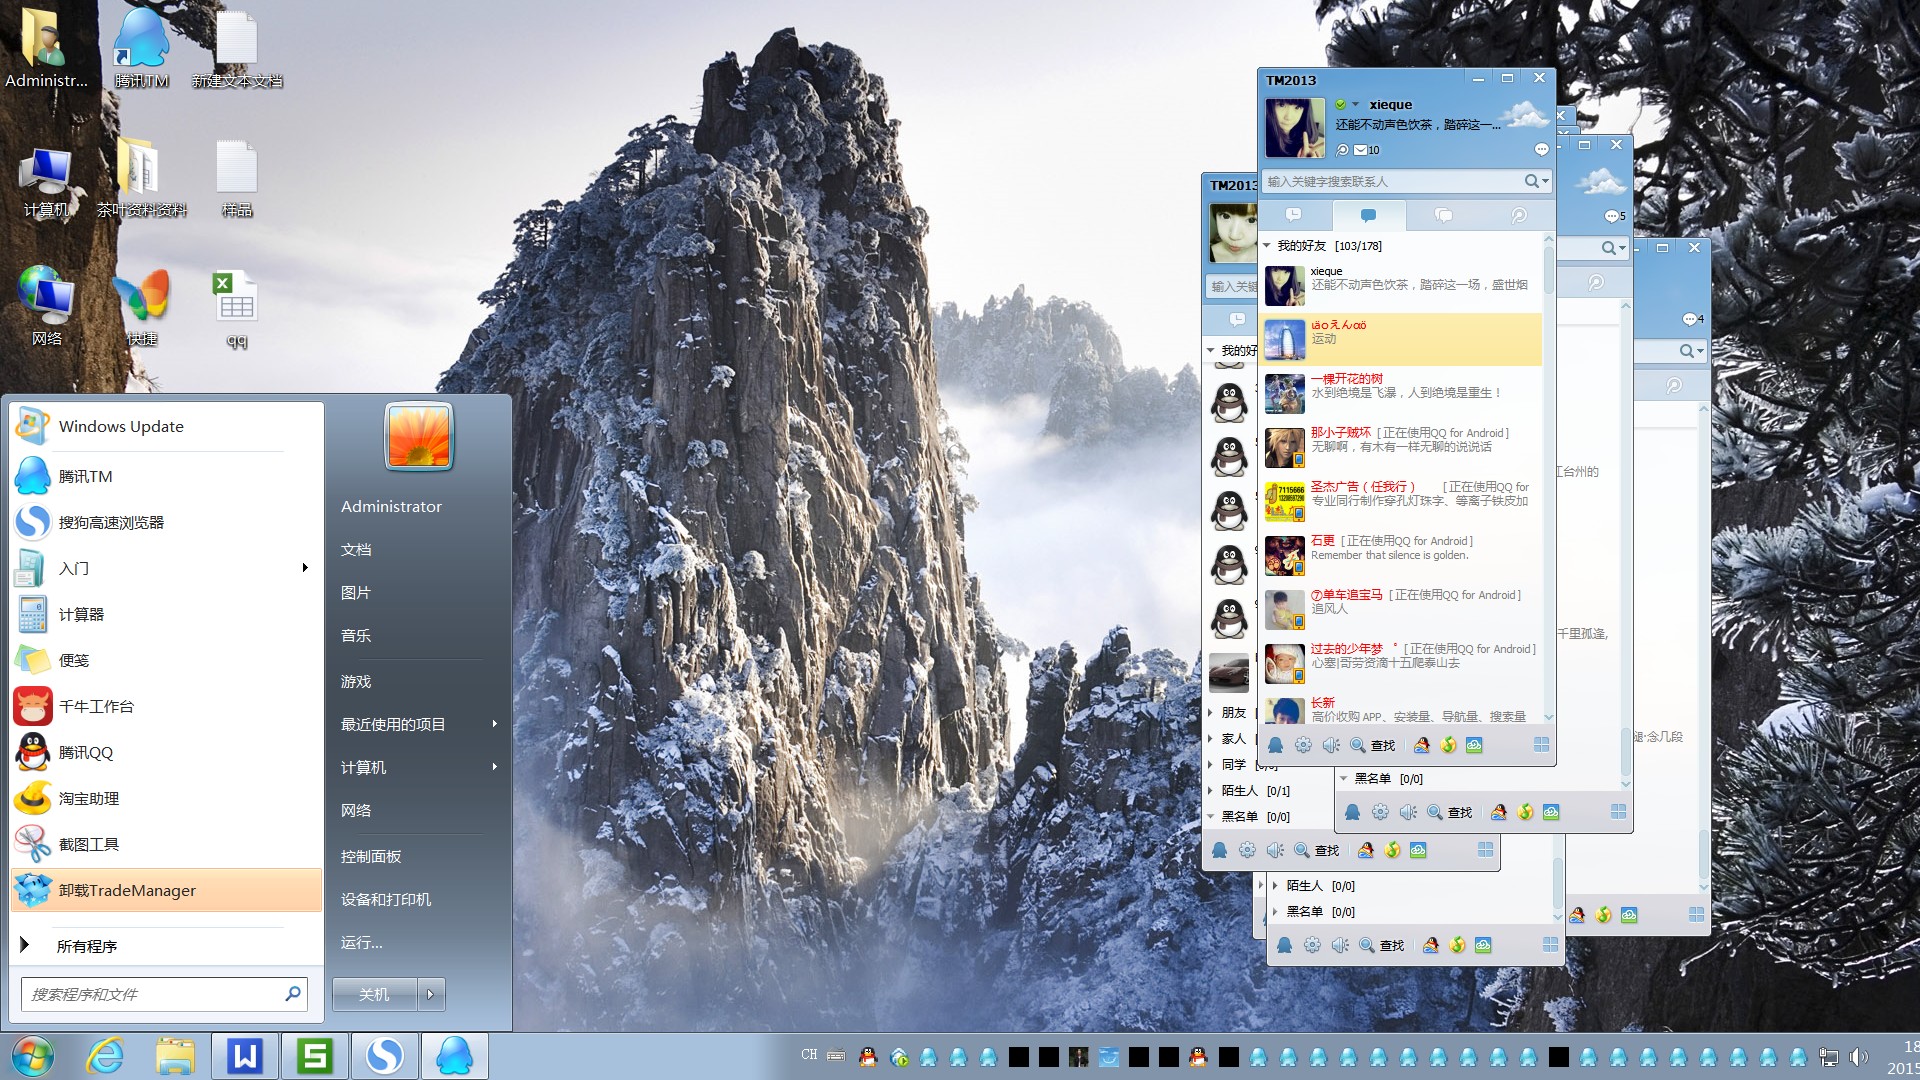 Administr...
腾讯TM
新建文本文档
计算机
茶叶资料资料
样品
网络
快捷
qq
Windows Update
腾讯TM
搜狗高速浏览器
入门
计算器
便笺
千牛工作台
腾讯QQ
淘宝助理
截图工具
卸载TradeManager
所有程序
搜索程序和文件
Administrator
文档
图片
音乐
游戏
最近使用的项目
计算机
网络
控制面板
设备和打印机
运行...
关机
TM2013
xieque
还能不动声色饮茶，踏碎这一...
10
输入关键字搜索联系人
我的好友 [103/178]
xieque
还能不动声色饮茶，踏碎这一场，盛世烟
运动
一棵开花的树
水到绝境是飞瀑，人到绝境是重生！
那小子贼坏 [正在使用QQ for Android]
无聊啊，有木有一样无聊的说说话
圣杰广告（任我行） [正在使用QQ for
专业同行制作穿孔灯珠字、等离子铁皮加
石更 [正在使用QQ for Android]
Remember that silence is golden.
⑦单车追宝马 [正在使用QQ for Android]
追风人
过去的少年梦 ° [正在使用QQ for Android]
心塞|哥劳资滴十五爬泰山去
长新
高价收购 APP、安装量、导航量、搜索量
查找
TM2013
输入关键
我的好
朋友
家人
同学 [0/0]
陌生人 [0/1]
黑名单 [0/0]
查找
5
江台州的
千里孤逢,
黑名单 [0/0]
查找
4
腿·念几段
陌生人 [0/0]
黑名单 [0/0]
查找
CH
18
2015